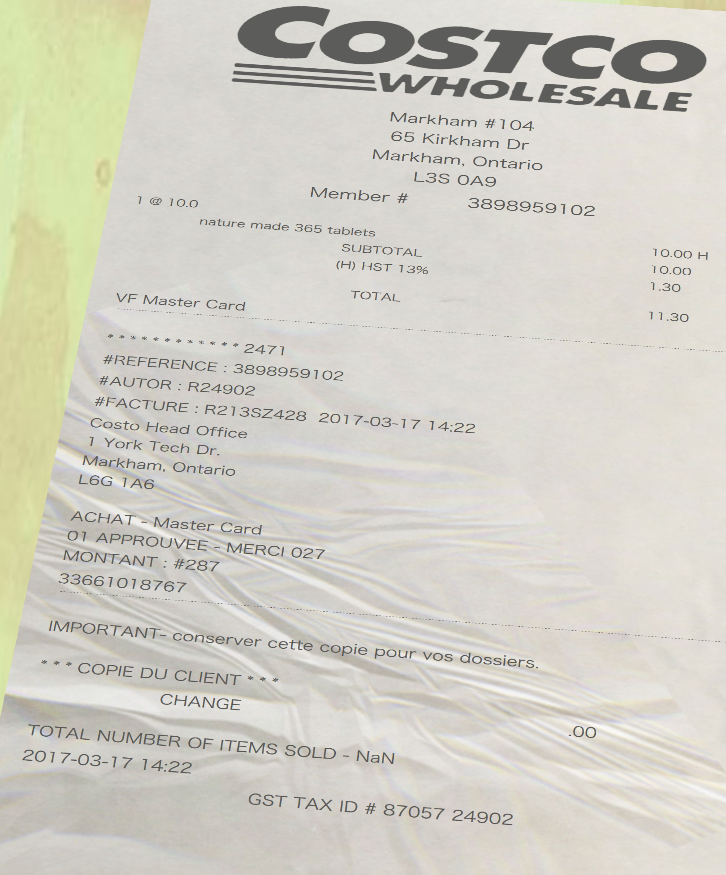 COSTCO
WHOLESALE
Markham #104
65 Kirkham Dr
Markham, Ontario
L3S 0A9
Member # 3898959102
1 @ 10.0
nature made 365 tablets 10.00 H
SUBTOTAL 10.00
(H) HST 13% 1.30
TOTAL 11.30
VF Master Card
* * * * * * * * * * * * 2471
#REFERENCE : 3898959102
#AUTOR : R24902
#FACTURE : R213SZ428 2017-03-17 14:22
Costo Head Office
1 York Tech Dr.
Markham, Ontario
L6G 1A6
ACHAT - Master Card
01 APPROUVEE - MERCI 027
MONTANT : #287
33661018767
IMPORTANT- conserver cette copie pour vos dossiers.
* * * COPIE DU CLIENT * * *
CHANGE .00
TOTAL NUMBER OF ITEMS SOLD - NaN
2017-03-17 14:22
GST TAX ID # 87057 24902